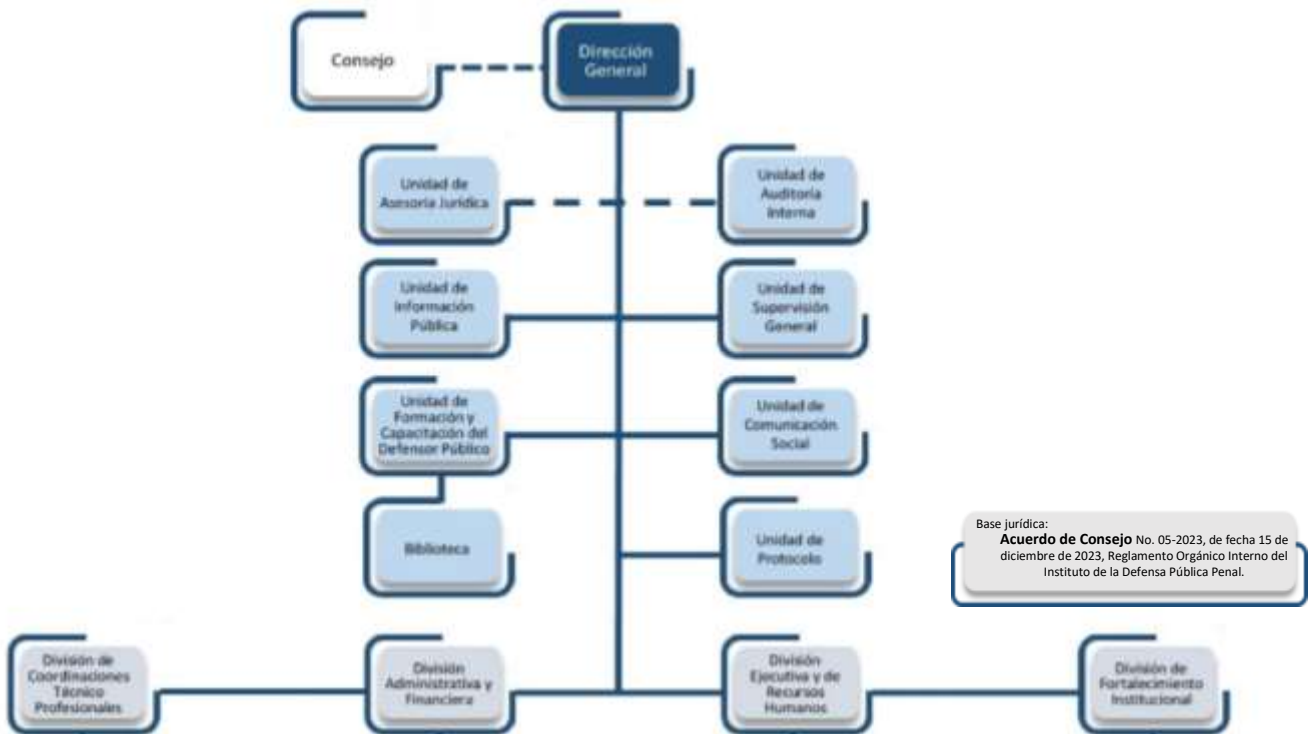 Consejo
Dirección
General
Unidad de
Asesoría Jurídica
Unidad de
Auditoría
Interna
Unidad de
Información
Pública
Unidad de
Supervisión
General
Unidad de
Formación y
Capacitación del
Defensor Público
Unidad de
Comunicación
Social
Biblioteca
Unidad de
Protocolo
Base jurídica:
Acuerdo de Consejo No. 05-2023, de fecha 15 de
diciembre de 2023, Reglamento Orgánico Interno del
Instituto de la Defensa Pública Penal.
División de
Coordinaciones
Técnico
Profesionales
División
Administrativa y
Financiera
División
Ejecutiva y de
Recursos
Humanos
División de
Fortalecimiento
Institucional